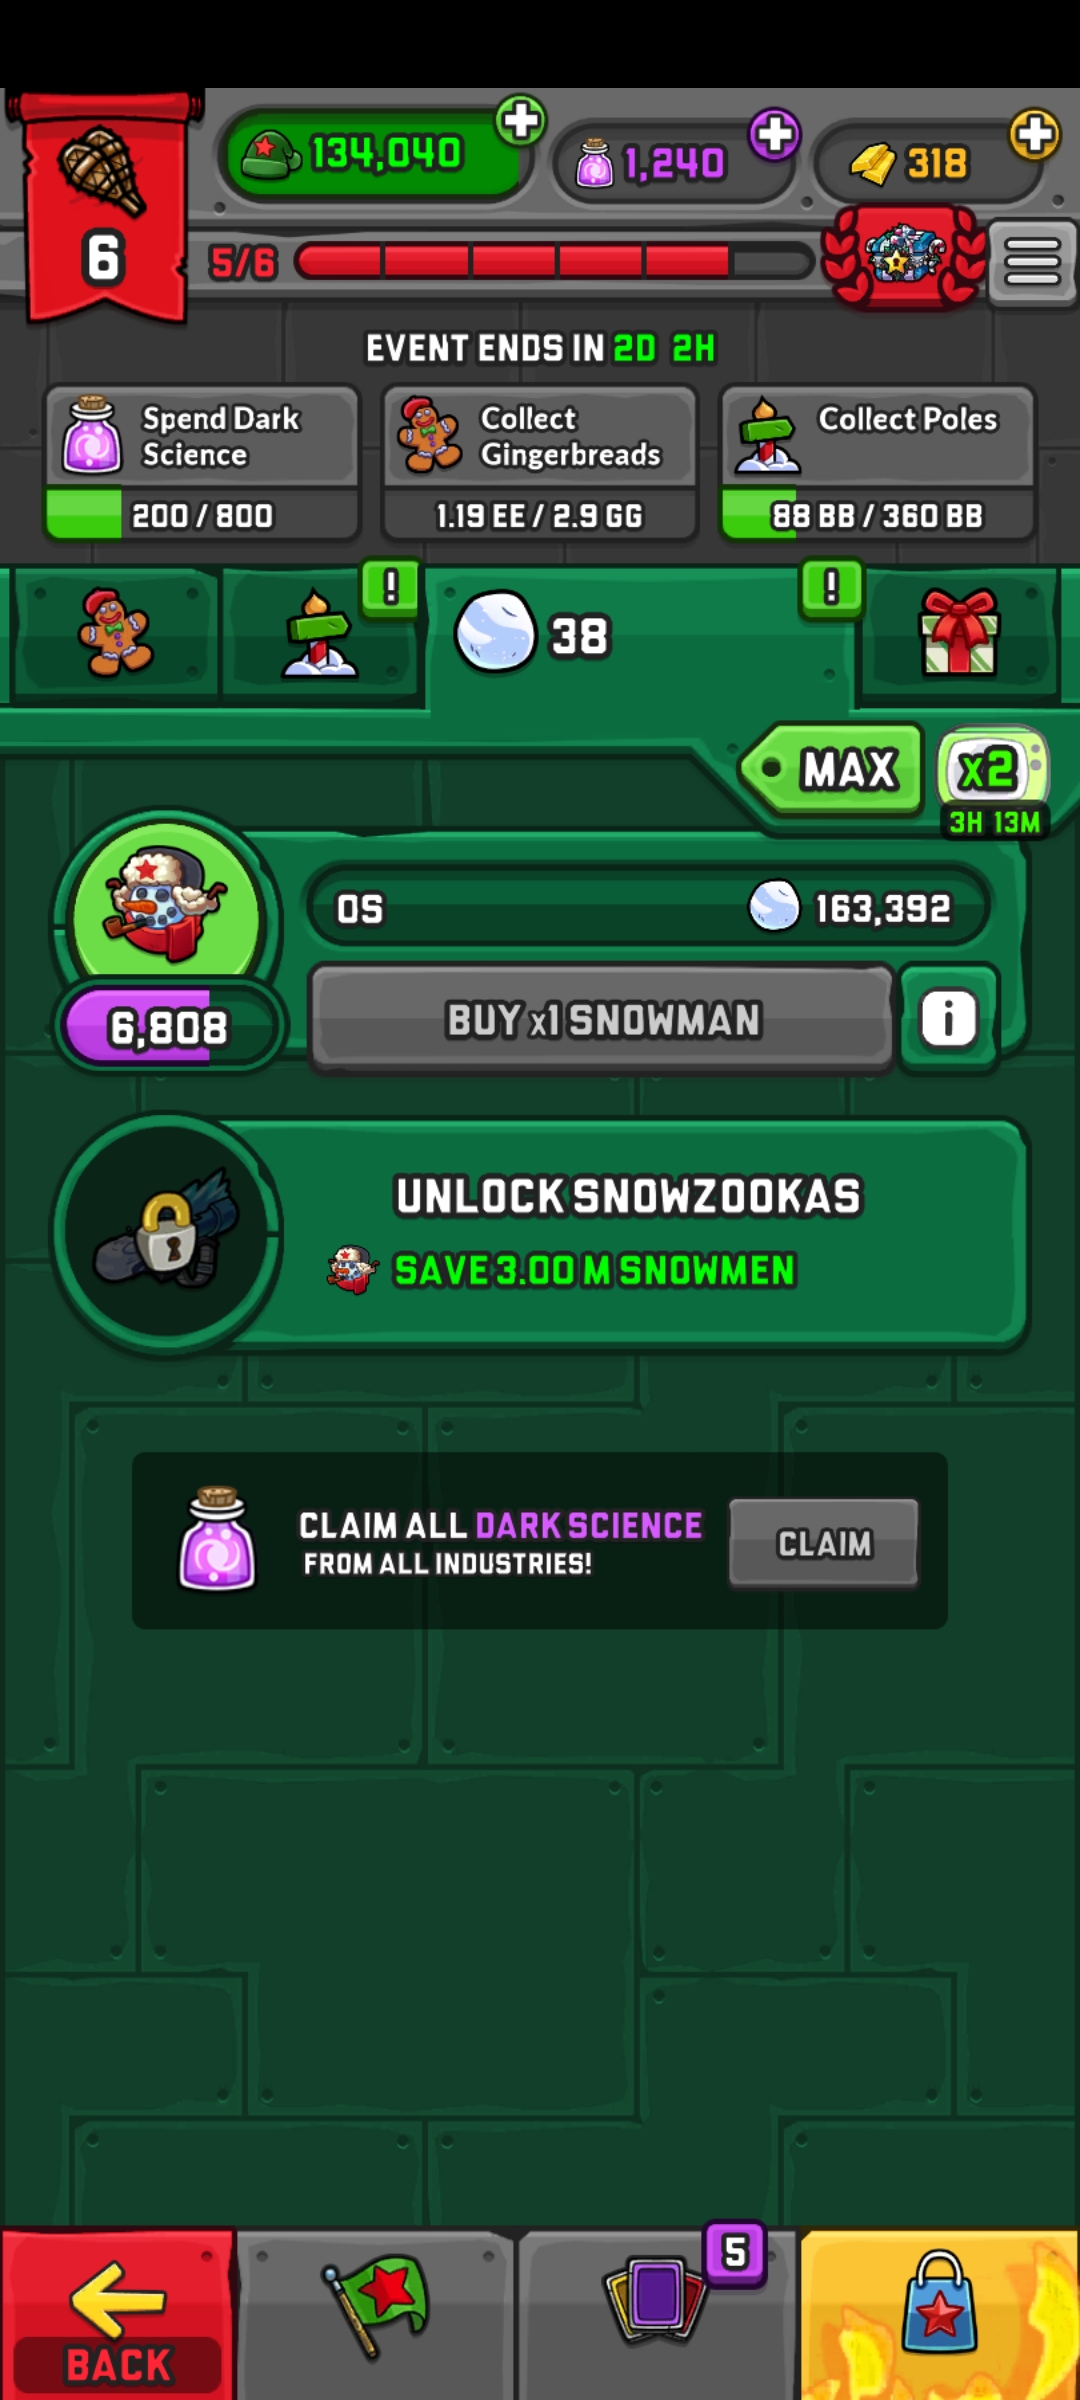 134,040
1,240
318
6
5/6
EVENT ENDS IN 2D 2H
Spend Dark
Science
200 / 800
Collect
Gingerbreads
1.19 EE / 2.9 GG
Collect Poles
88 BB / 360 BB
!
38
!
MAX
x2
3H 13M
0S
163,392
6,808
BUY x1 SNOWMAN
i
UNLOCK SNOWZOOKAS
SAVE 3.00 M SNOWMEN
CLAIM ALL DARK SCIENCE
FROM ALL INDUSTRIES!
CLAIM
5
BACK